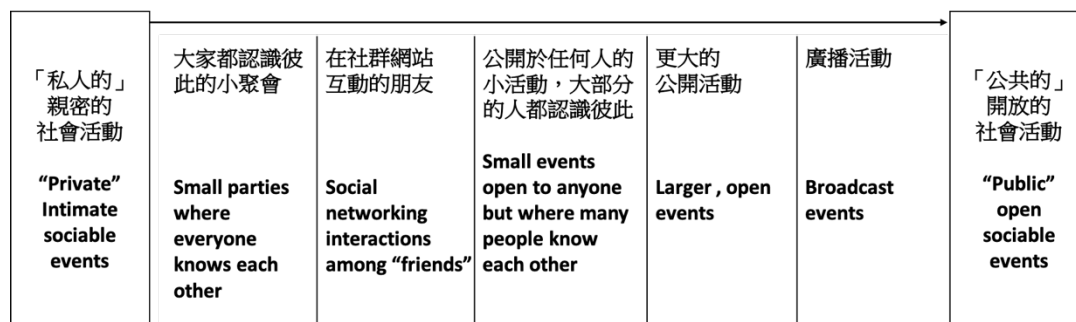 「私人的」
親密的
社會活動
“Private”
Intimate
sociable
events
大家都認識彼
此的小聚會
Small parties
where
everyone
knows each
other
在社群網站
互動的朋友
Social
networking
interactions
among “friends”
公開於任何人的
小活動，大部分
的人都認識彼此
Small events
open to anyone
but where many
people know
each other
更大的
公開活動
Larger , open
events
廣播活動
Broadcast
events
「公共的」
開放的
社會活動
“Public”
open
sociable
events